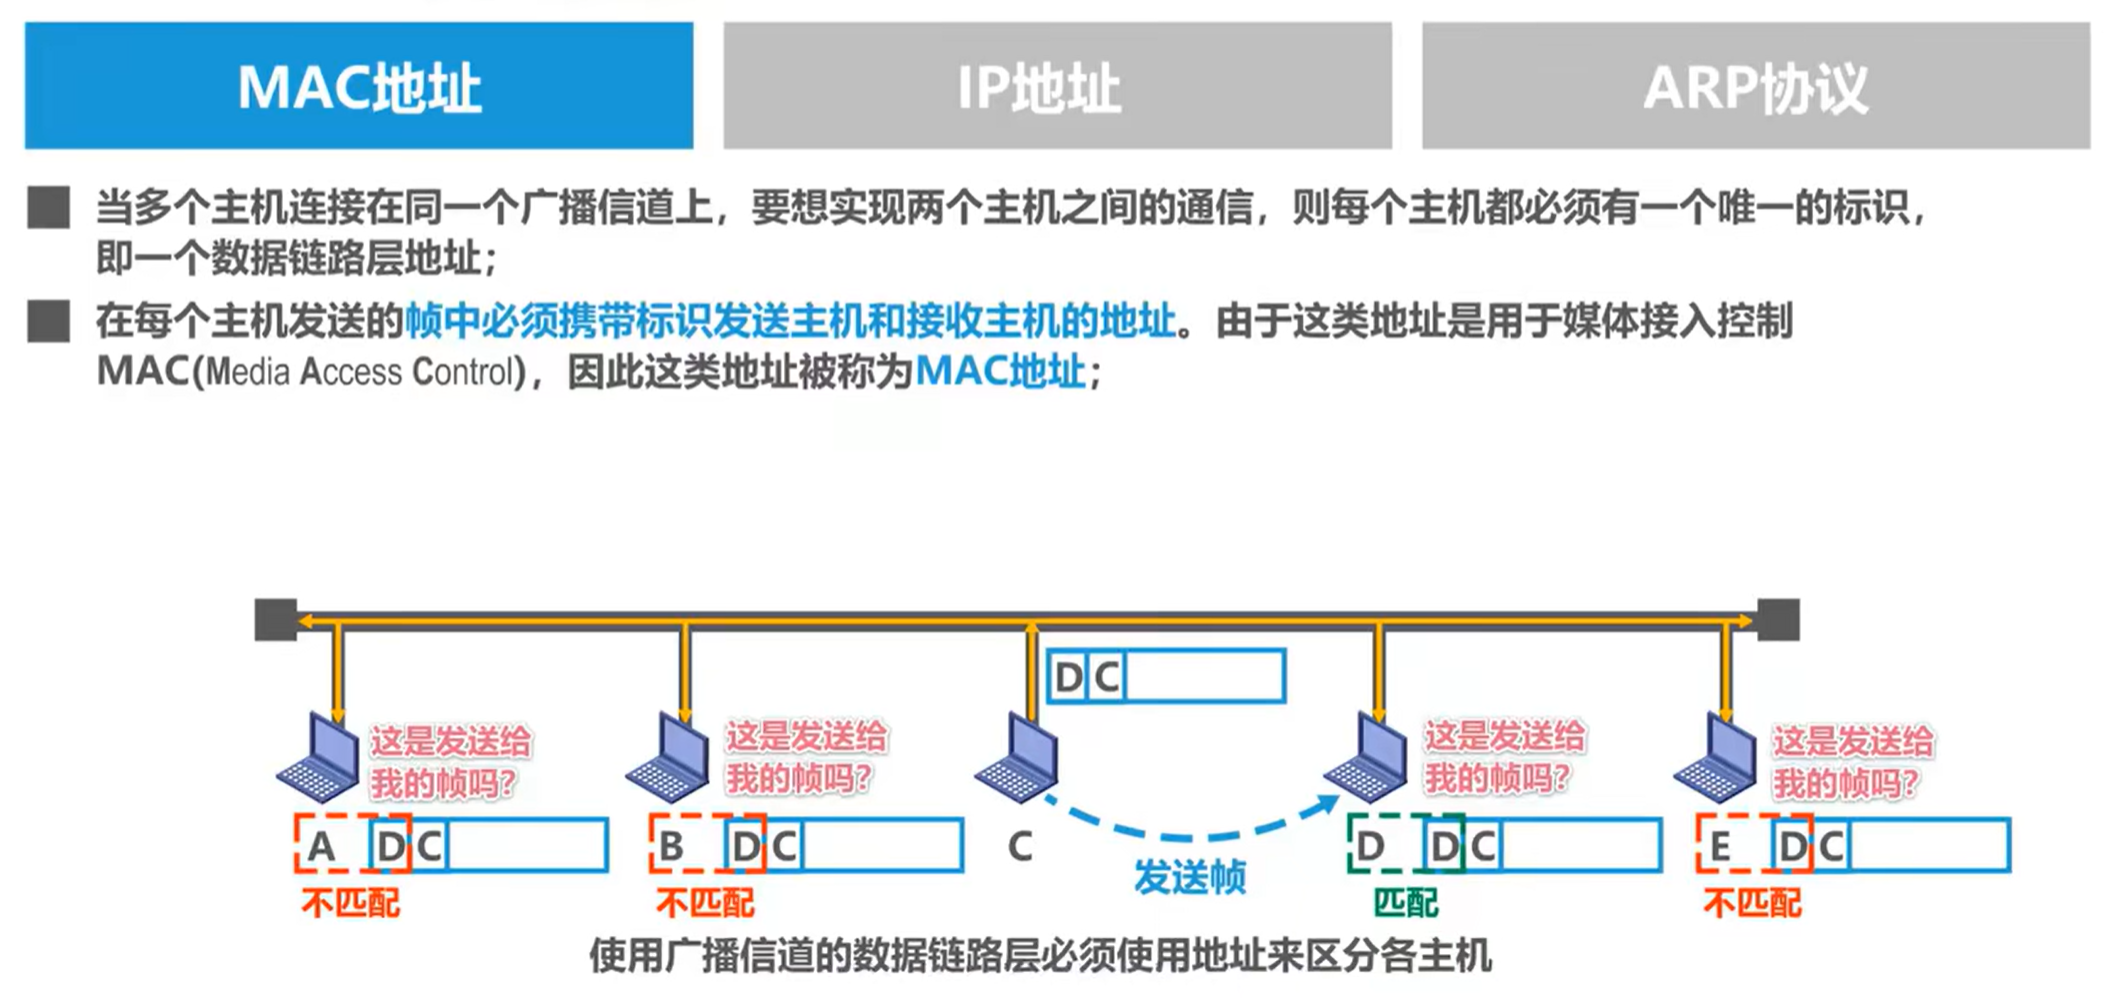 MAC地址
IP地址
ARP协议
当多个主机连接在同一个广播信道上，要想实现两个主机之间的通信，则每个主机都必须有一个唯一的标识，
即一个数据链路层地址；
在每个主机发送的帧中必须携带标识发送主机和接收主机的地址。由于这类地址是用于媒体接入控制
MAC(Media Access Control)，因此这类地址被称为MAC地址；
D C
这是发送给
我的帧吗？
这是发送给
我的帧吗？
这是发送给
我的帧吗？
这是发送给
我的帧吗？
A D C
B D C
C
D D C
E D C
发送帧
不匹配
不匹配
匹配
不匹配
使用广播信道的数据链路层必须使用地址来区分各主机